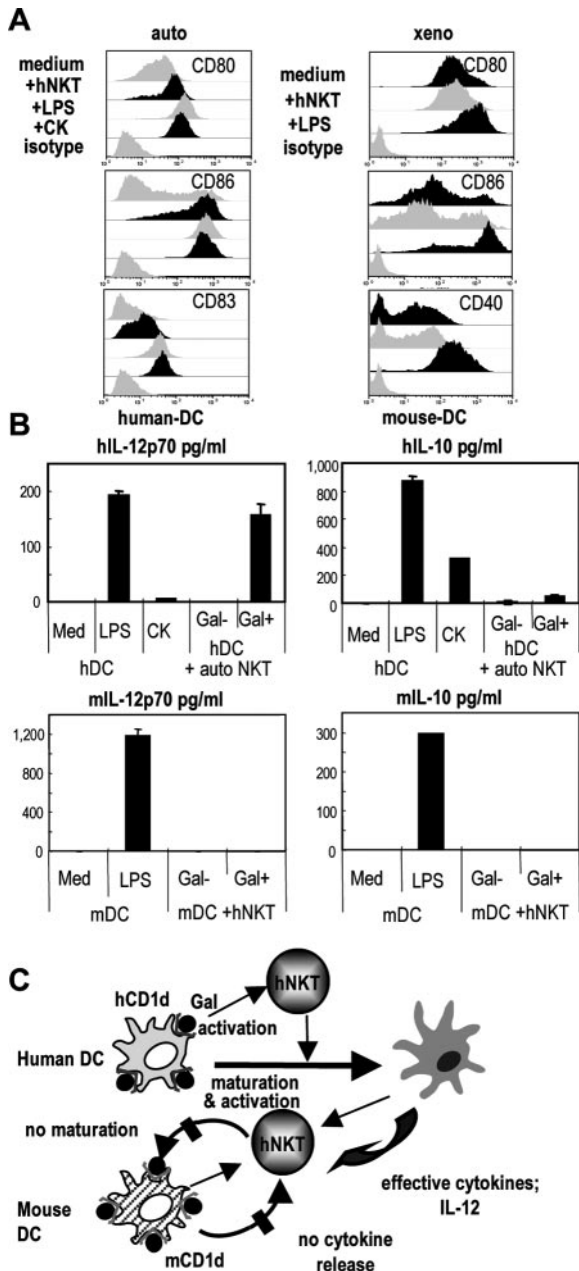 A
auto
xeno
medium
+hNKT
+LPS
+CK
isotype
CD80
CD86
CD83
human-DC
medium
+hNKT
+LPS
isotype
CD80
CD86
CD40
mouse-DC
B
hIL-12p70 pg/ml
200
100
0
Med
LPS
CK
Gal-
Gal+
hDC
hDC
+ auto NKT
hIL-10 pg/ml
1,000
800
600
400
200
0
Med
LPS
CK
Gal-
Gal+
hDC
hDC
+ auto NKT
mIL-12p70 pg/ml
1,200
800
400
0
Med
LPS
Gal-
Gal+
mDC
mDC +hNKT
mIL-10 pg/ml
300
200
100
0
Med
LPS
Gal-
Gal+
mDC
mDC +hNKT
C
hCD1d
Gal
activation
hNKT
Human DC
maturation
& activation
no maturation
hNKT
effective cytokines;
IL-12
Mouse
DC
mCD1d
no cytokine
release